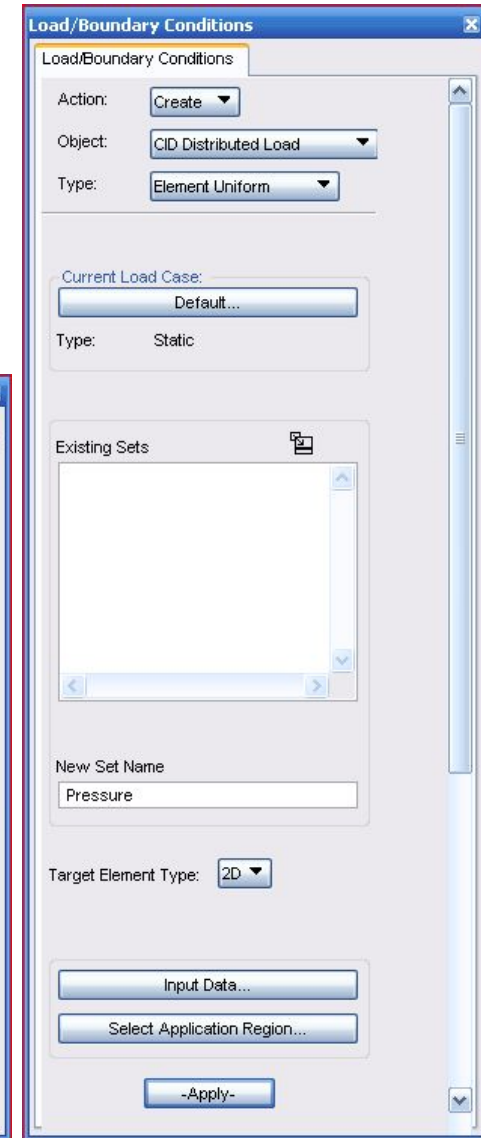 Load/Boundary Conditions
Load/Boundary Conditions
Action: Create
Object: CID Distributed Load
Type: Element Uniform
Current Load Case:
Default...
Type: Static
Existing Sets
New Set Name
Pressure
Target Element Type: 2D
Input Data...
Select Application Region...
-Apply-